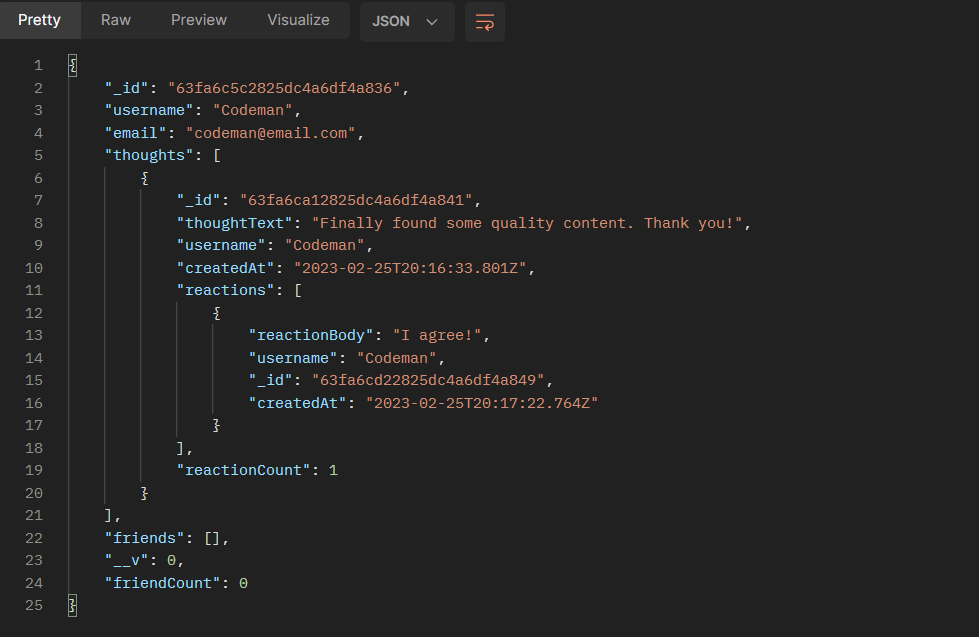 Pretty Raw Preview Visualize JSON
1 {
2 "_id": "63fa6c5c2825dc4a6df4a836",
3 "username": "Codeman",
4 "email": "codeman@email.com",
5 "thoughts": [
6 {
7 "_id": "63fa6ca12825dc4a6df4a841",
8 "thoughtText": "Finally found some quality content. Thank you!",
9 "username": "Codeman",
10 "createdAt": "2023-02-25T20:16:33.801Z",
11 "reactions": [
12 {
13 "reactionBody": "I agree!",
14 "username": "Codeman",
15 "_id": "63fa6cd22825dc4a6df4a849",
16 "createdAt": "2023-02-25T20:17:22.764Z"
17 }
18 ],
19 "reactionCount": 1
20 }
21 ],
22 "friends": [],
23 "__v": 0,
24 "friendCount": 0
25 }